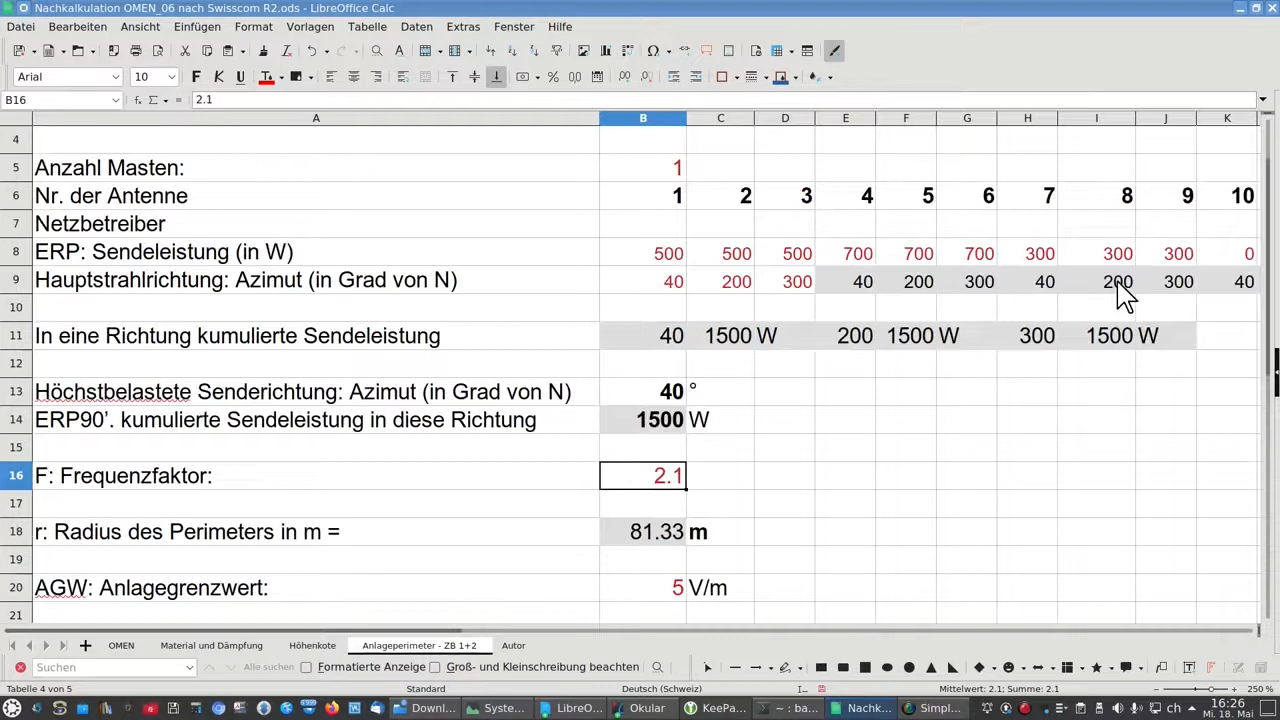 Nachkalkulation OMEN_06 nach Swisscom R2.ods - LibreOffice Calc
Datei Bearbeiten Ansicht Einfügen Format Vorlagen Tabelle Daten Extras Fenster Hilfe
Arial 10 F K U
B16 2.1
A B C D E F G H I J K
4
5 Anzahl Masten: 1
6 Nr. der Antenne 1 2 3 4 5 6 7 8 9 10
7 Netzbetreiber
8 ERP: Sendeleistung (in W) 500 500 500 700 700 700 300 300 300 0
9 Hauptstrahlrichtung: Azimut (in Grad von N) 40 200 300 40 200 300 40 200 300 40
10
11 In eine Richtung kumulierte Sendeleistung 40 1500 W 200 1500 W 300 1500 W
12
13 Höchstbelastete Senderichtung: Azimut (in Grad von N) 40 °
14 ERP90’. kumulierte Sendeleistung in diese Richtung 1500 W
15
16 F: Frequenzfaktor: 2.1
17
18 r: Radius des Perimeters in m = 81.33 m
19
20 AGW: Anlagegrenzwert: 5 V/m
21
OMEN Material und Dämpfung Höhenkote Anlageperimeter - ZB 1+2 Autor
Suchen Alle suchen Formatierte Anzeige Groß- und Kleinschreibung beachten
Tabelle 4 von 5 Standard Deutsch (Schweiz) Mittelwert: 2.1; Summe: 2.1 250 %
Downl... Syste... LibreO... Okular KeePa... ~ : ba... Nachk... Simpl... 16:26
Mi. 18. Mai